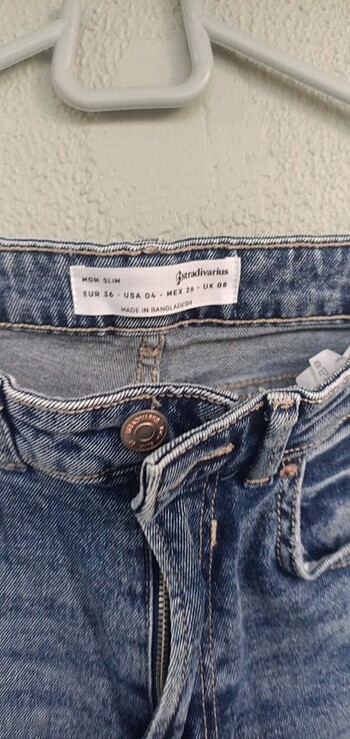 MOM SLIM
stradivarius
EUR 36 - USA 04 - MEX 26 - UK 08
MADE IN BANGLADESH